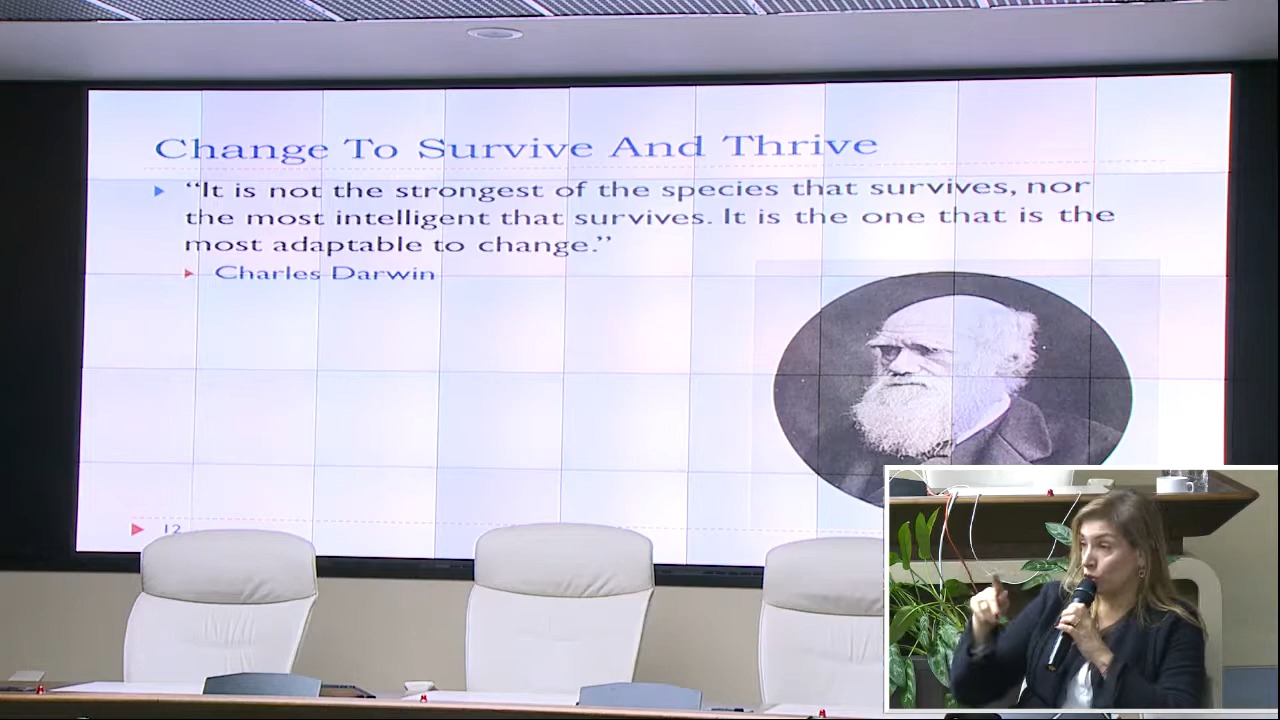 Change To Survive And Thrive
“It is not the strongest of the species that survives, nor
the most intelligent that survives. It is the one that is the
most adaptable to change.”
Charles Darwin
12